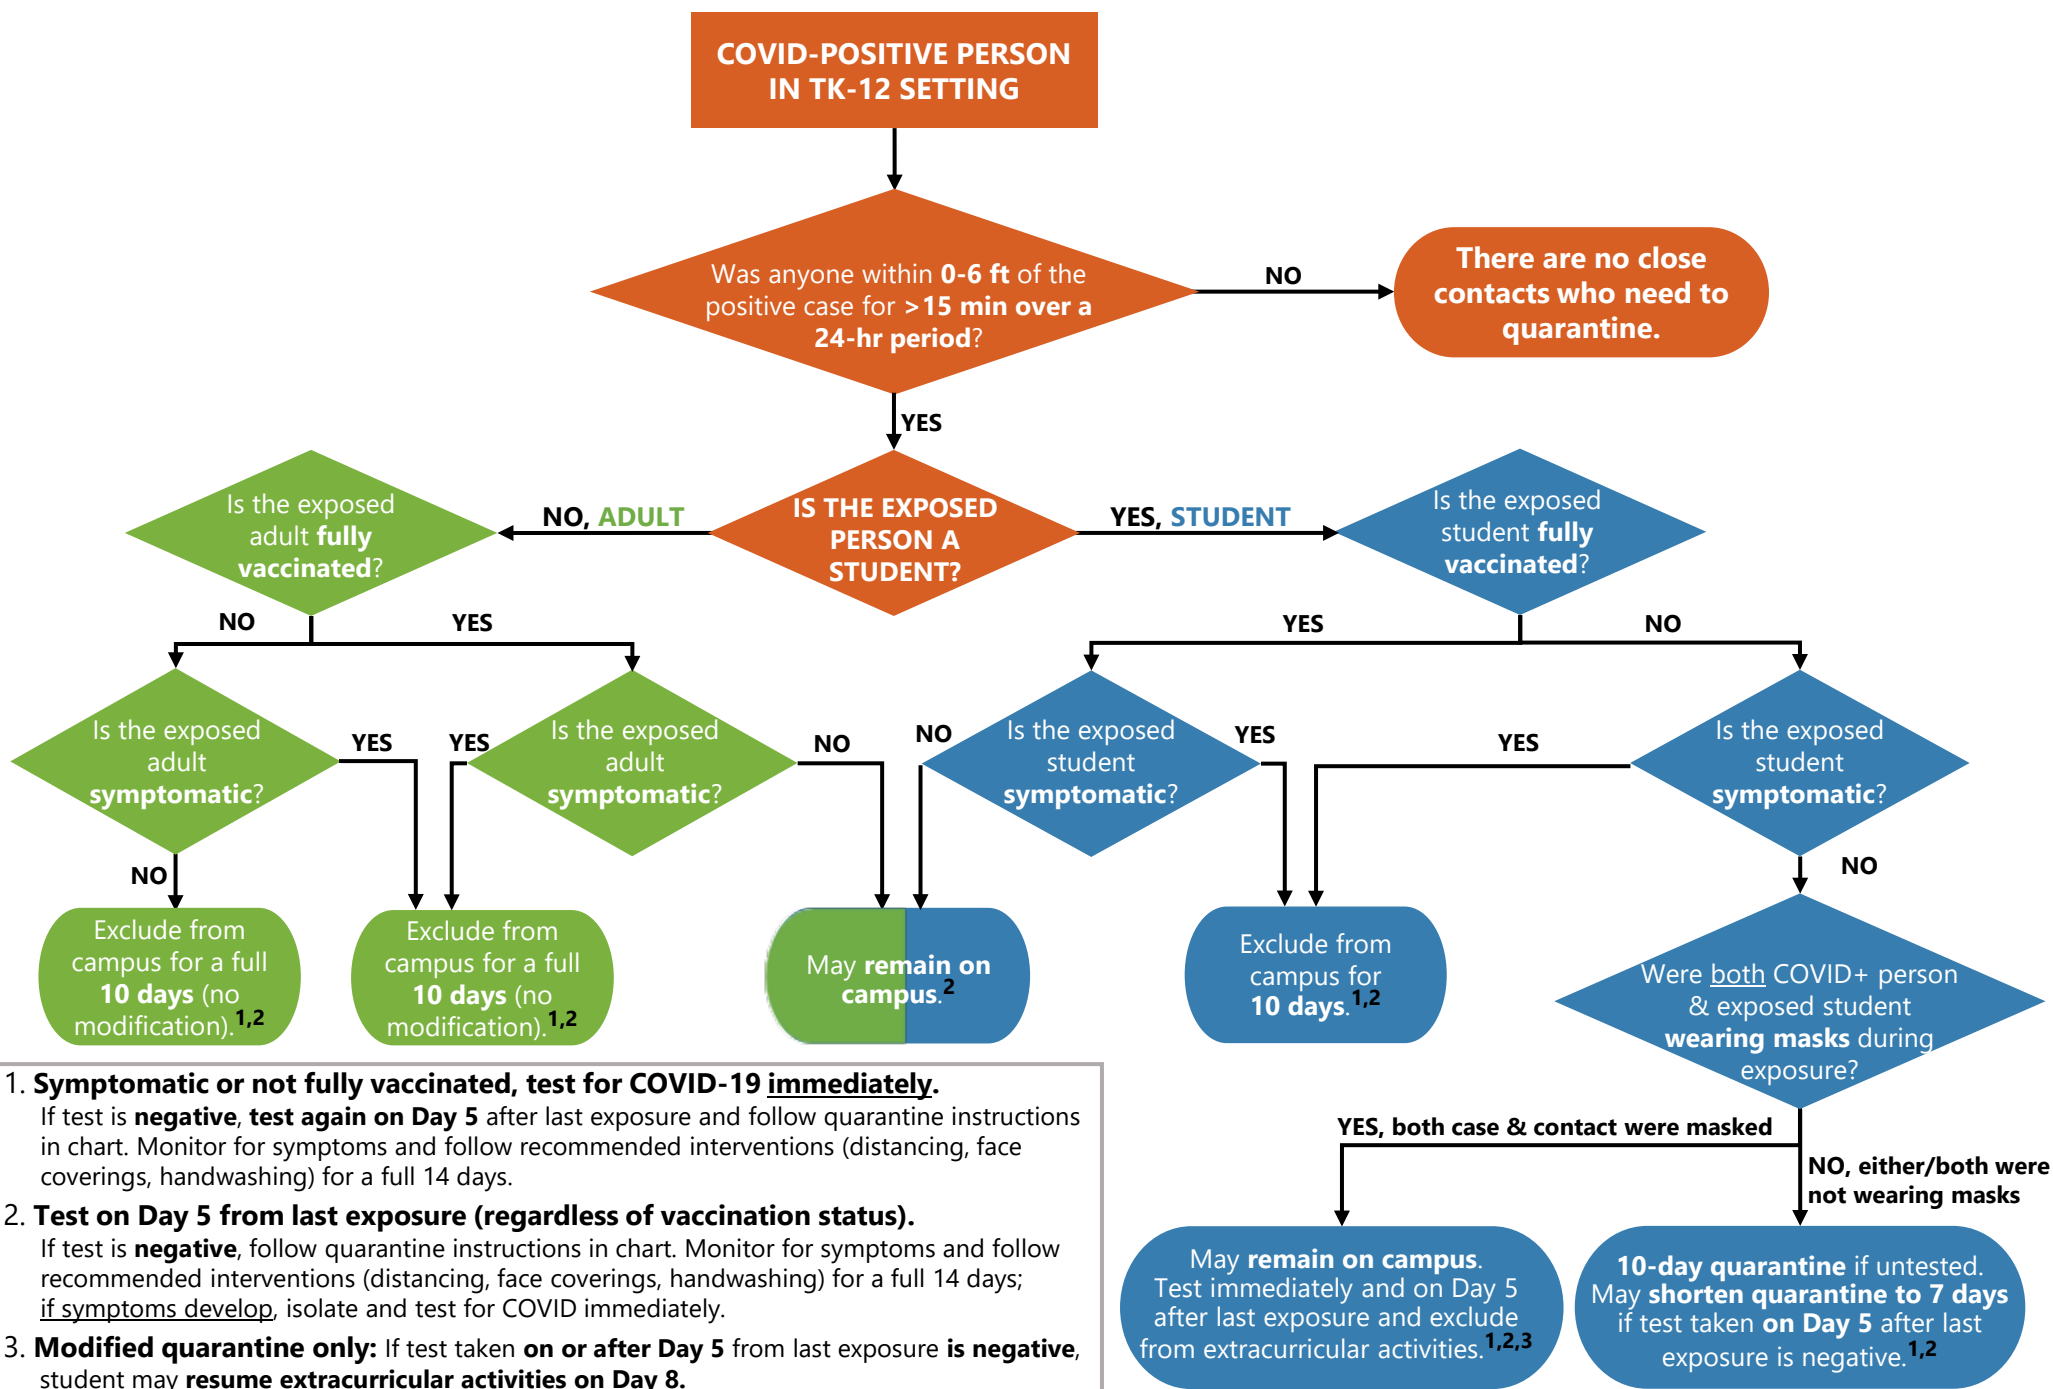 COVID-POSITIVE PERSON
IN TK-12 SETTING
Was anyone within 0-6 ft of the
positive case for >15 min over a
24-hr period?
NO
There are no close
contacts who need to
quarantine.
YES
IS THE EXPOSED
PERSON A
STUDENT?
NO, ADULT
YES, STUDENT
Is the exposed
adult fully
vaccinated?
Is the exposed
student fully
vaccinated?
NO
YES
YES
NO
Is the exposed
adult
symptomatic?
YES
YES
Is the exposed
adult
symptomatic?
NO
NO
Is the exposed
student
symptomatic?
YES
YES
Is the exposed
student
symptomatic?
NO
NO
Exclude from
campus for a full
10 days (no
modification).1,2
Exclude from
campus for a full
10 days (no
modification).1,2
May remain on
campus.2
Exclude from
campus for
10 days.1,2
Were both COVID+ person
& exposed student
wearing masks during
exposure?
YES, both case & contact were masked
NO, either/both were
not wearing masks
May remain on campus.
Test immediately and on Day 5
after last exposure and exclude
from extracurricular activities.1,2,3
10-day quarantine if untested.
May shorten quarantine to 7 days
if test taken on Day 5 after last
exposure is negative.1,2
1. Symptomatic or not fully vaccinated, test for COVID-19 immediately.
If test is negative, test again on Day 5 after last exposure and follow quarantine instructions
in chart. Monitor for symptoms and follow recommended interventions (distancing, face
coverings, handwashing) for a full 14 days.
2. Test on Day 5 from last exposure (regardless of vaccination status).
If test is negative, follow quarantine instructions in chart. Monitor for symptoms and follow
recommended interventions (distancing, face coverings, handwashing) for a full 14 days;
if symptoms develop, isolate and test for COVID immediately.
3. Modified quarantine only: If test taken on or after Day 5 from last exposure is negative,
student may resume extracurricular activities on Day 8.